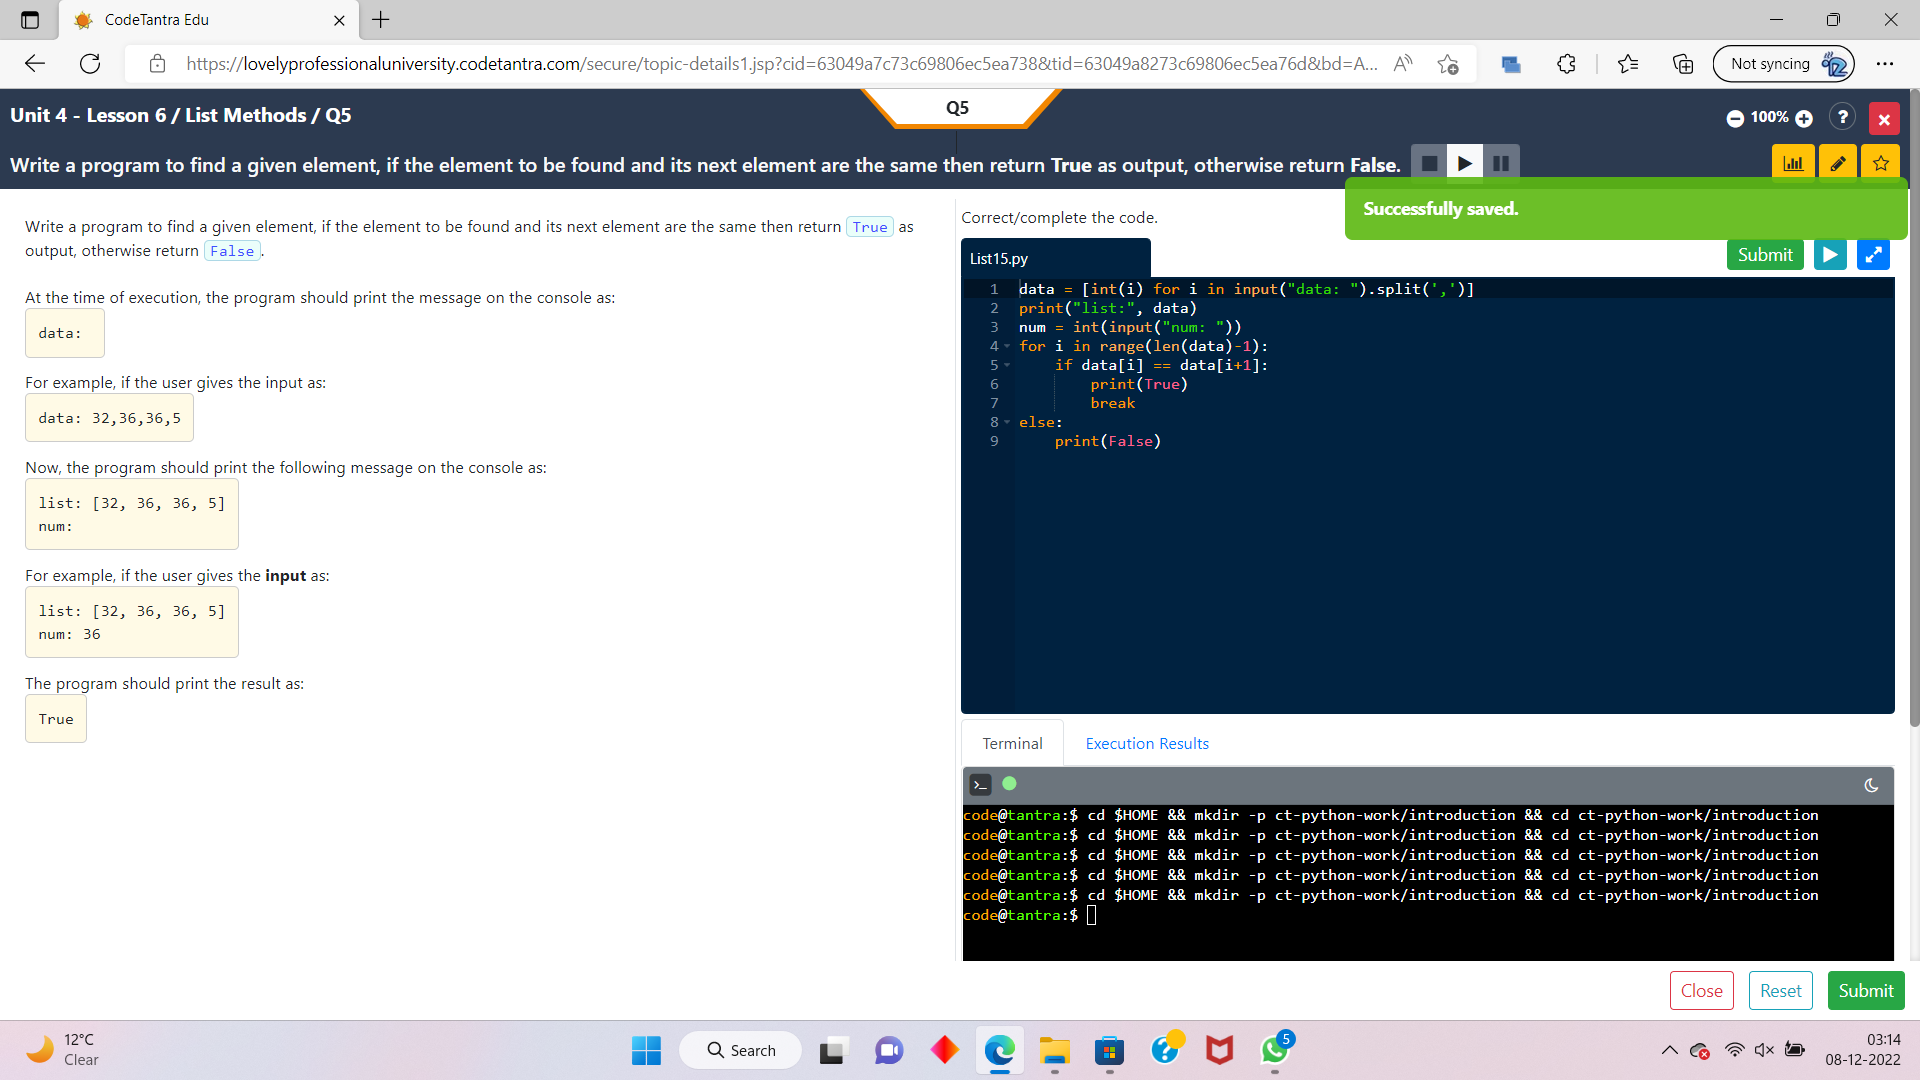 CodeTantra Edu
https://lovelyprofessionaluniversity.codetantra.com/secure/topic-details1.jsp?cid=63049a7c73c69806ec5ea738&tid=63049a8273c69806ec5ea76d&bd=A...
Not syncing
Unit 4 - Lesson 6 / List Methods / Q5
Q5
100%
?
Write a program to find a given element, if the element to be found and its next element are the same then return True as output, otherwise return False.
Successfully saved.
Write a program to find a given element, if the element to be found and its next element are the same then return True as
output, otherwise return False.
At the time of execution, the program should print the message on the console as:
data:
For example, if the user gives the input as:
data: 32,36,36,5
Now, the program should print the following message on the console as:
list: [32, 36, 36, 5]
num:
For example, if the user gives the input as:
list: [32, 36, 36, 5]
num: 36
The program should print the result as:
True
Correct/complete the code.
List15.py
Submit
1 data = [int(i) for i in input("data: ").split(',')]
2 print("list:", data)
3 num = int(input("num: "))
4 for i in range(len(data)-1):
5     if data[i] == data[i+1]:
6         print(True)
7         break
8 else:
9     print(False)
Terminal
Execution Results
code@tantra:$ cd $HOME && mkdir -p ct-python-work/introduction && cd ct-python-work/introduction
code@tantra:$ cd $HOME && mkdir -p ct-python-work/introduction && cd ct-python-work/introduction
code@tantra:$ cd $HOME && mkdir -p ct-python-work/introduction && cd ct-python-work/introduction
code@tantra:$ cd $HOME && mkdir -p ct-python-work/introduction && cd ct-python-work/introduction
code@tantra:$ cd $HOME && mkdir -p ct-python-work/introduction && cd ct-python-work/introduction
code@tantra:$
Close
Reset
Submit
12°C
Clear
Search
5
03:14
08-12-2022